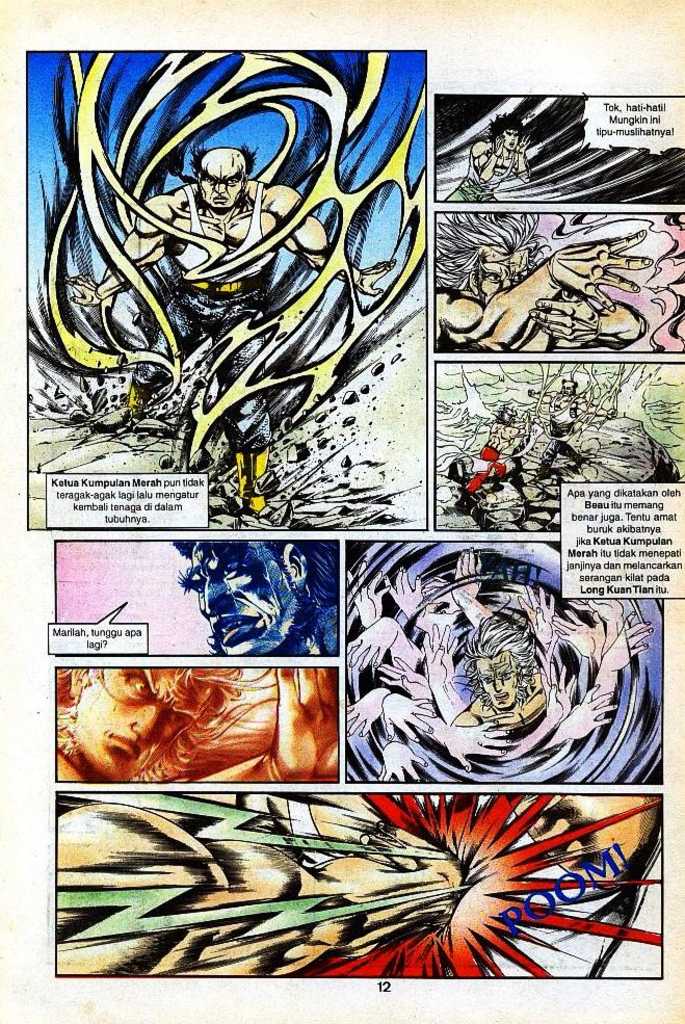 Ketua Kumpulan Merah pun tidak
teragak-agak lagi lalu mengatur
kembali tenaga di dalam
tubuhnya.
Tok, hati-hati!
Mungkin ini
tipu-muslihatnya!
Apa yang dikatakan oleh
Beau itu memang
benar juga. Tentu amat
buruk akibatnya
jika Ketua Kumpulan
Merah itu tidak menepati
janjinya dan melancarkan
serangan kilat pada
Long Kuan Tian itu.
Marilah, tunggu apa
lagi?
POOM!
12